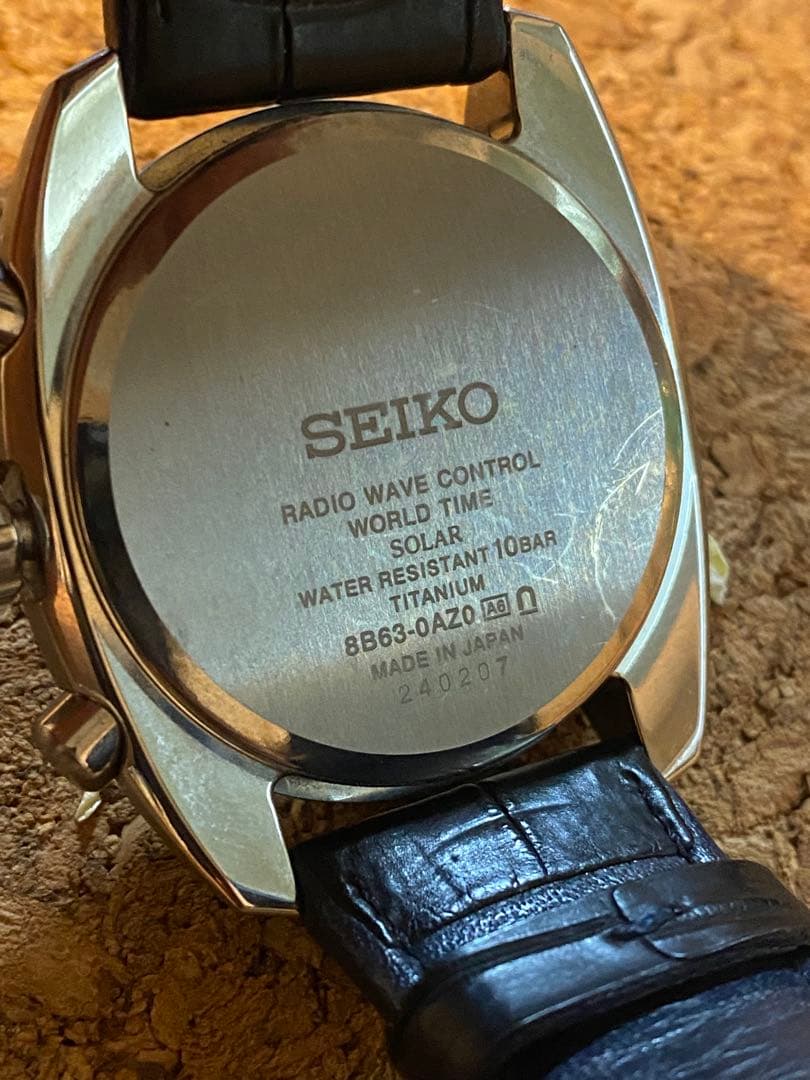 SEIKO
RADIO WAVE CONTROL
WORLD TIME
SOLAR
WATER RESISTANT 10BAR
TITANIUM
8B63-0AZ0 A6
MADE IN JAPAN
240207